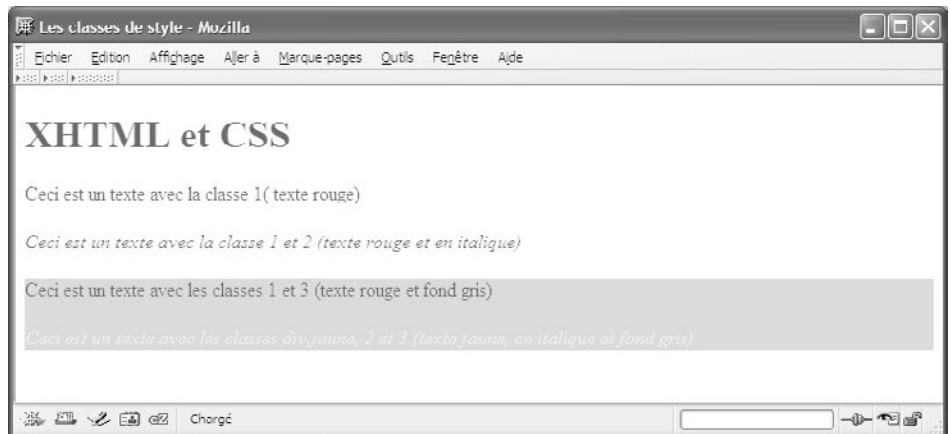 Les classes de style - Mozilla
Fichier Edition Affichage Aller à Marque-pages Outils Fenêtre Aide
XHTML et CSS
Ceci est un texte avec la classe 1( texte rouge)
Ceci est un texte avec la classe 1 et 2 (texte rouge et en italique)
Ceci est un texte avec les classes 1 et 3 (texte rouge et fond gris)
Ceci est un texte avec les classes div.jaune, 2 et 3 (texte jaune, en italique et fond gris)
Chargé